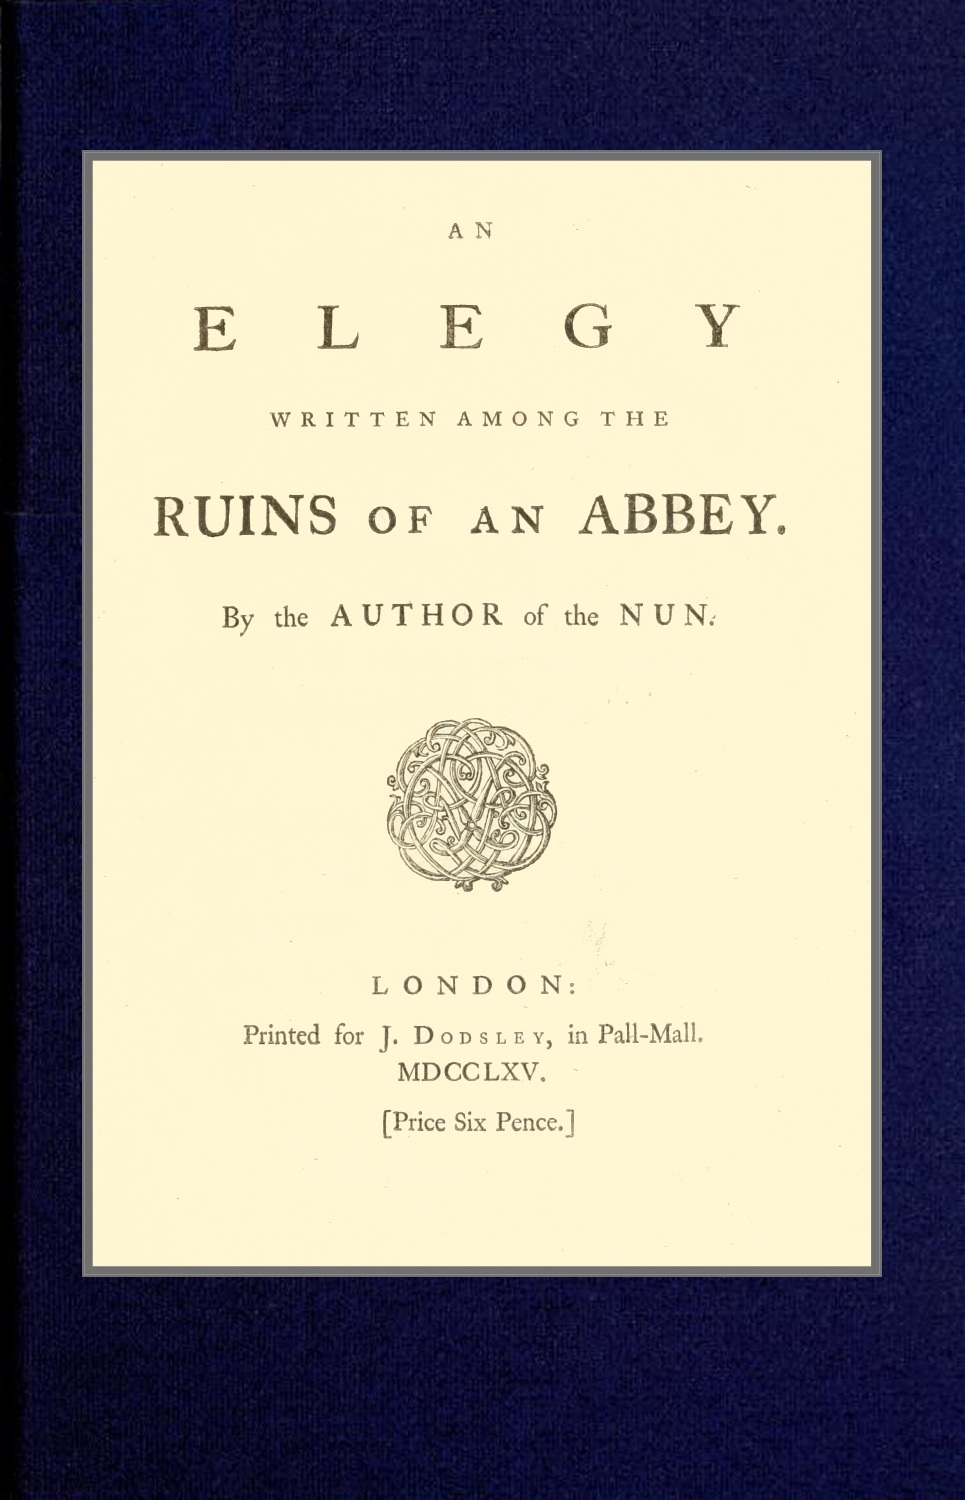 AN
ELEGY
WRITTEN AMONG THE
RUINS OF AN ABBEY.
By the AUTHOR of the NUN.
LONDON:
Printed for J. DODSLEY, in Pall-Mall.
MDCCLXV.
[Price Six Pence.]